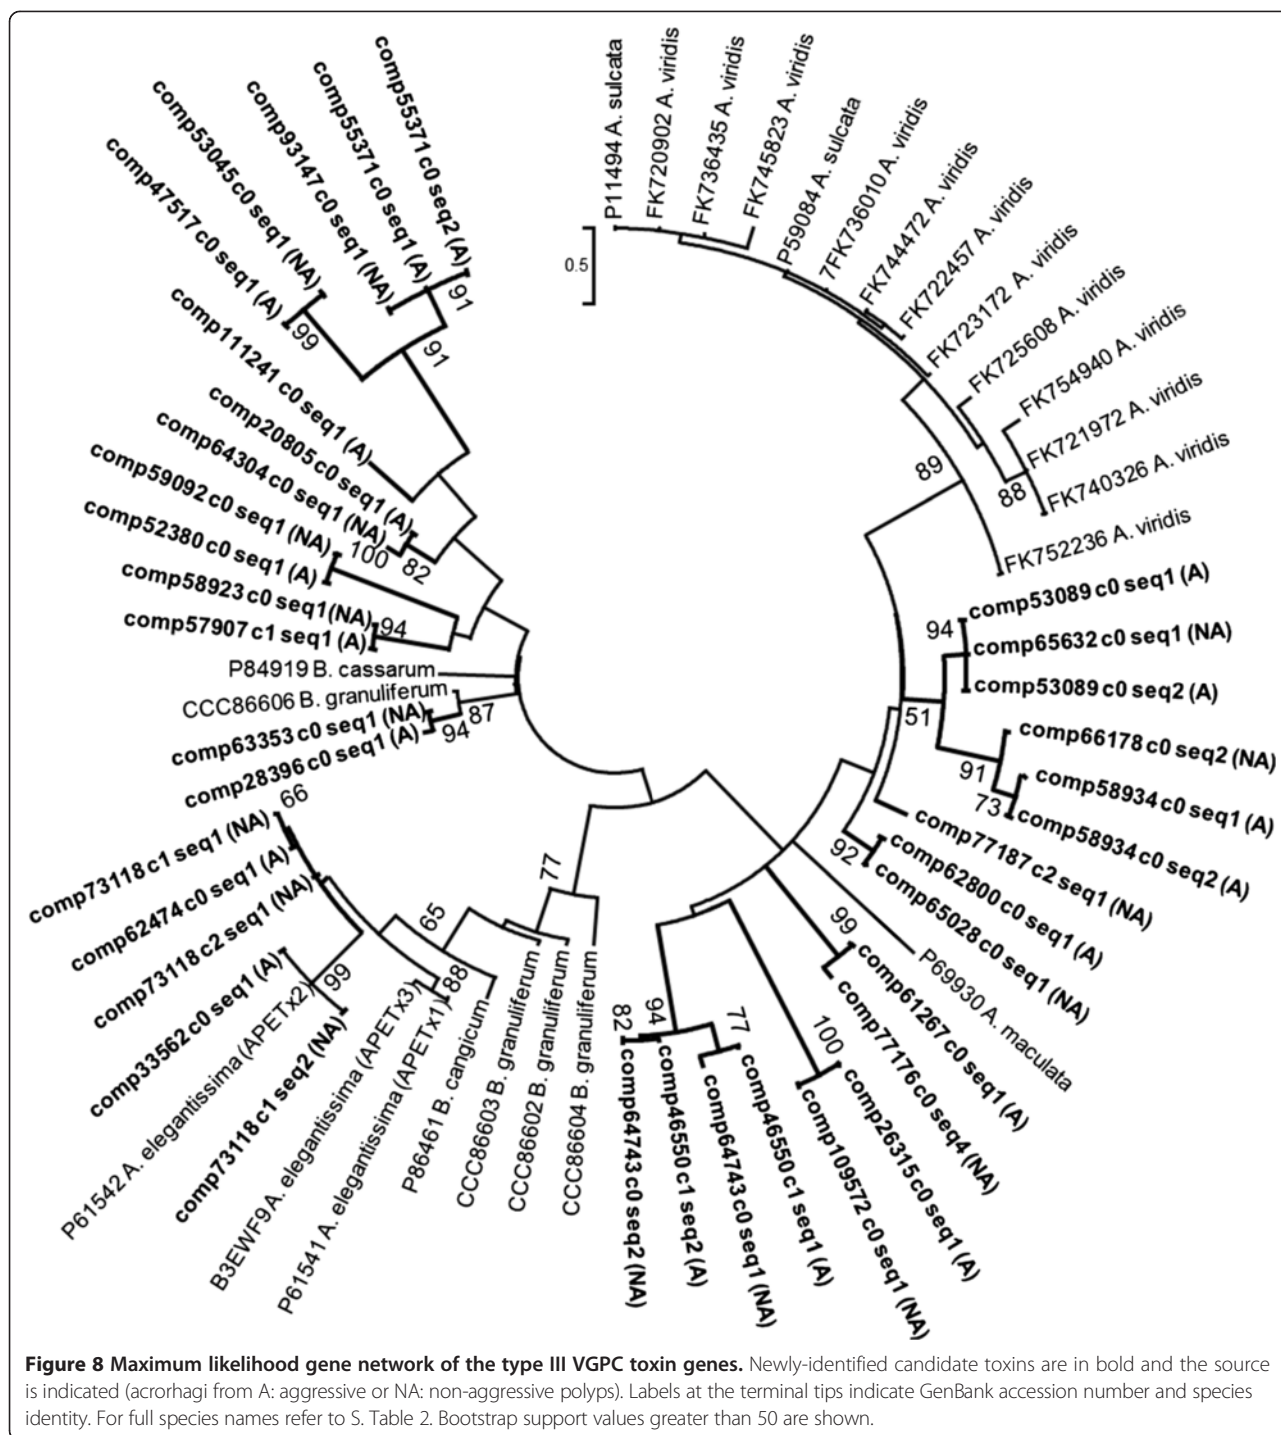 P11494 A. sulcata
FK720902 A. viridis
FK736435 A. viridis
FK745823 A. viridis
P59084 A. sulcata
7FK736010 A. viridis
FK744472 A. viridis
FK722457 A. viridis
FK723172 A. viridis
FK725608 A. viridis
FK754940 A. viridis
FK721972 A. viridis
FK740326 A. viridis
88
FK752236 A. viridis
89
comp53089 c0 seq1 (A)
94
comp65632 c0 seq1 (NA)
comp53089 c0 seq2 (A)
51
comp66178 c0 seq2 (NA)
91
comp58934 c0 seq1 (A)
73
comp58934 c0 seq2 (A)
comp77187 c2 seq1 (NA)
comp62800 c0 seq1 (A)
92
comp65028 c0 seq1 (NA)
P69930 A. maculata
99
comp61267 c0 seq1 (A)
comp77176 c0 seq4 (NA)
100
comp26315 c0 seq1 (A)
comp109572 c0 seq1 (NA)
77
comp46550 c1 seq1 (A)
comp64743 c0 seq1 (NA)
94
comp46550 c1 seq2 (A)
82
comp64743 c0 seq2 (NA)
CCC86604 B. granuliferum
CCC86602 B. granuliferum
CCC86603 B. granuliferum
77
P86461 B. cangicum
65
88
P61541 A. elegantissima (APETx1)
B3EWF9 A. elegantissima (APETx3)
comp73118 c1 seq2 (NA)
99
P61542 A. elegantissima (APETx2)
comp33562 c0 seq1 (A)
comp73118 c2 seq1 (NA)
comp62474 c0 seq1 (A)
comp73118 c1 seq1 (NA)
66
comp28396 c0 seq1 (A)
94
comp63353 c0 seq1 (NA)
87
CCC86606 B. granuliferum
P84919 B. cassarum
comp57907 c1 seq1 (A)
94
comp58923 c0 seq1(NA)
comp52380 c0 seq1 (A)
100
comp59092 c0 seq1 (NA)
82
comp64304 c0 seq1 (NA)
comp20805 c0 seq1 (A)
comp111241 c0 seq1 (A)
99
comp47517 c0 seq1 (A)
comp53045 c0 seq1 (NA)
91
comp93147 c0 seq1 (NA)
comp55371 c0 seq1 (A)
91
comp55371 c0 seq2 (A)
0.5
Figure 8 Maximum likelihood gene network of the type III VGPC toxin genes. Newly-identified candidate toxins are in bold and the source
is indicated (acrorhagi from A: aggressive or NA: non-aggressive polyps). Labels at the terminal tips indicate GenBank accession number and species
identity. For full species names refer to S. Table 2. Bootstrap support values greater than 50 are shown.